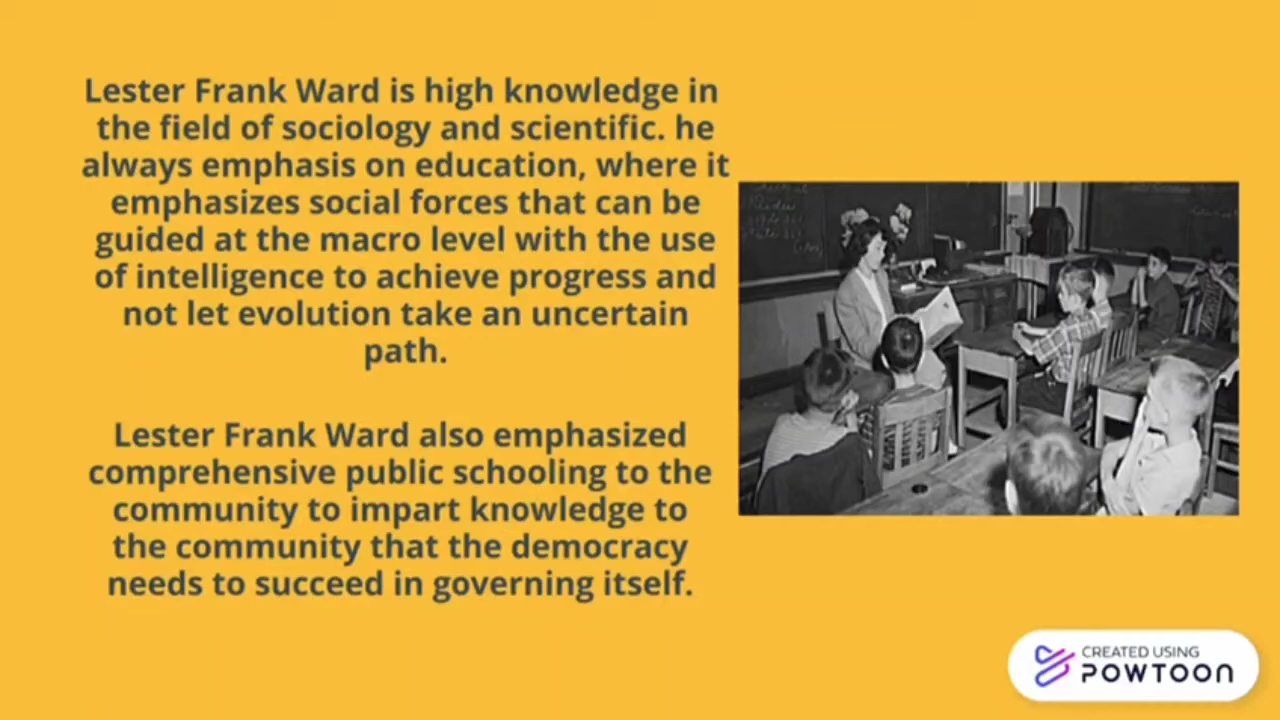 Lester Frank Ward is high knowledge in
the field of sociology and scientific. he
always emphasis on education, where it
emphasizes social forces that can be
guided at the macro level with the use
of intelligence to achieve progress and
not let evolution take an uncertain
path.
Lester Frank Ward also emphasized
comprehensive public schooling to the
community to impart knowledge to
the community that the democracy
needs to succeed in governing itself.
CREATED USING
POWTOON